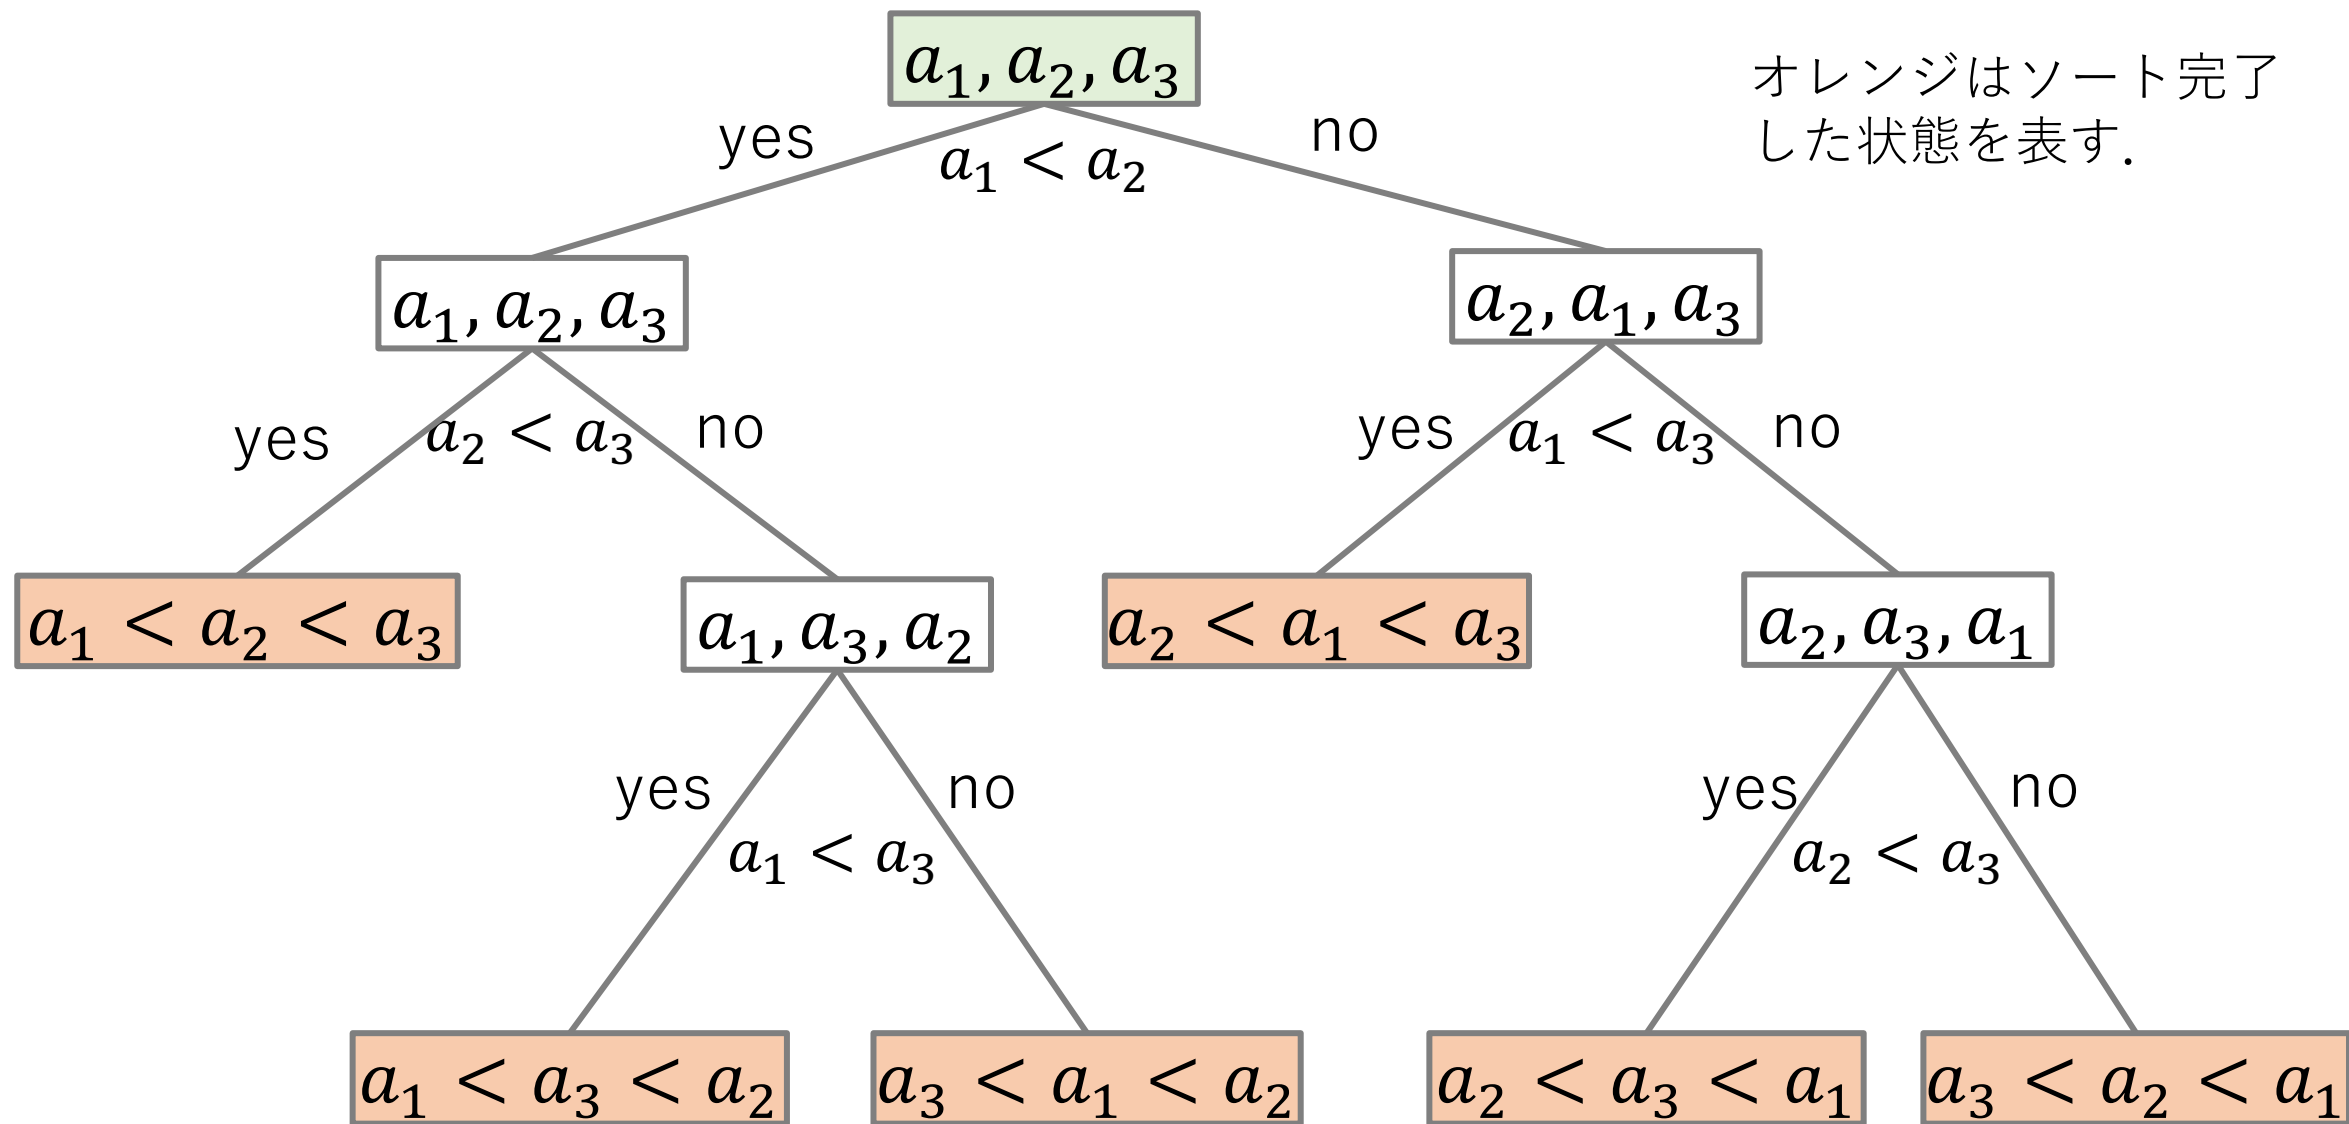 a₁, a₂, a₃
オレンジはソート完了
した状態を表す.
yes
a₁ < a₂
no
a₁, a₂, a₃
a₂, a₁, a₃
yes
a₂ < a₃
no
yes
a₁ < a₃
no
a₁ < a₂ < a₃
a₁, a₃, a₂
a₂ < a₁ < a₃
a₂, a₃, a₁
yes
a₁ < a₃
no
yes
a₂ < a₃
no
a₁ < a₃ < a₂
a₃ < a₁ < a₂
a₂ < a₃ < a₁
a₃ < a₂ < a₁